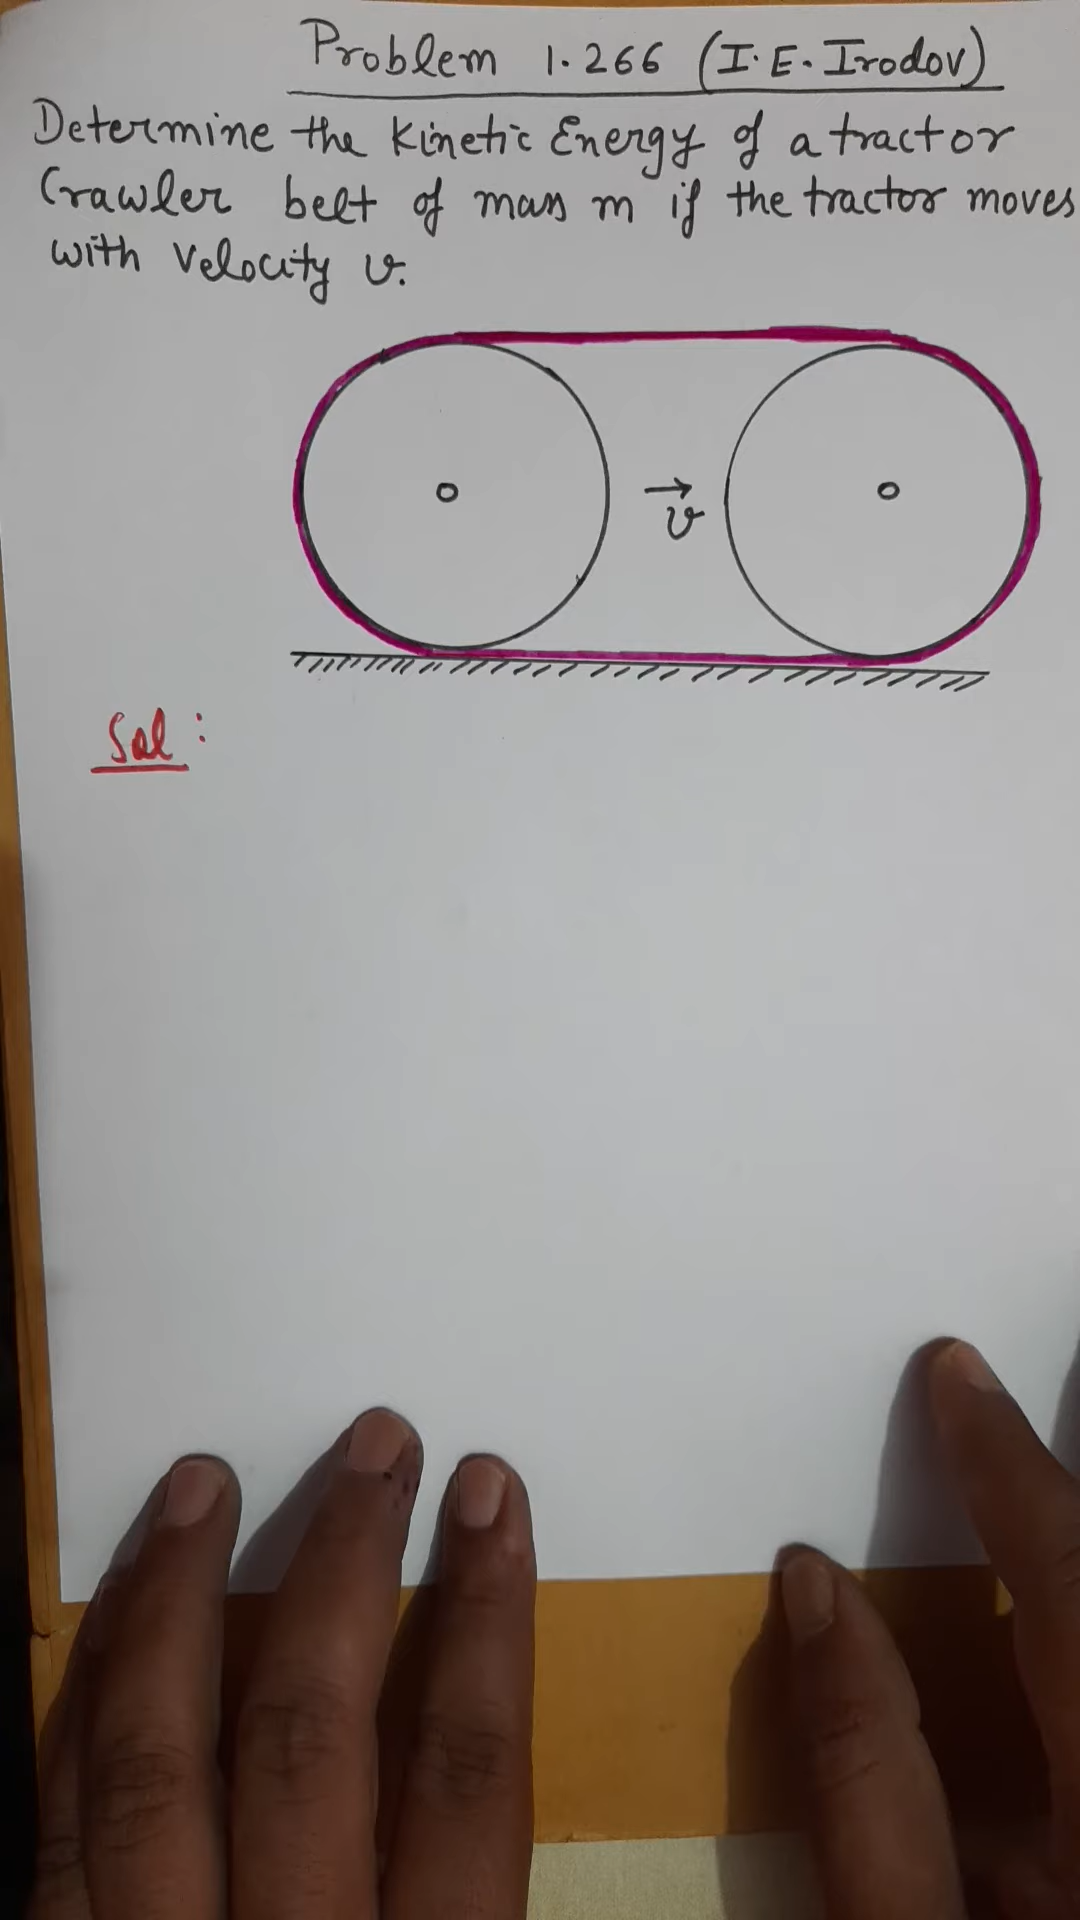 Problem 1.266 (I.E. Irodov)
Determine the Kinetic Energy of a tractor
Crawler belt of mass m if the tractor moves
with velocity v.
v
Sol: